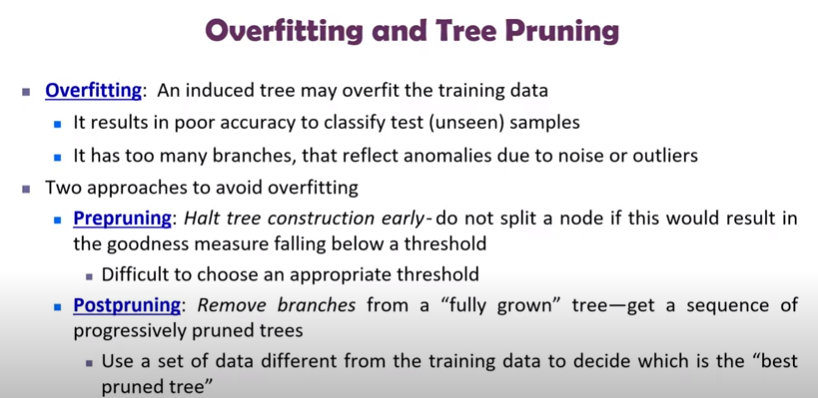 Overfitting and Tree Pruning
Overfitting: An induced tree may overfit the training data
It results in poor accuracy to classify test (unseen) samples
It has too many branches, that reflect anomalies due to noise or outliers
Two approaches to avoid overfitting
Prepruning: Halt tree construction early-do not split a node if this would result in
the goodness measure falling below a threshold
Difficult to choose an appropriate threshold
Postpruning: Remove branches from a “fully grown” tree—get a sequence of
progressively pruned trees
Use a set of data different from the training data to decide which is the “best
pruned tree”